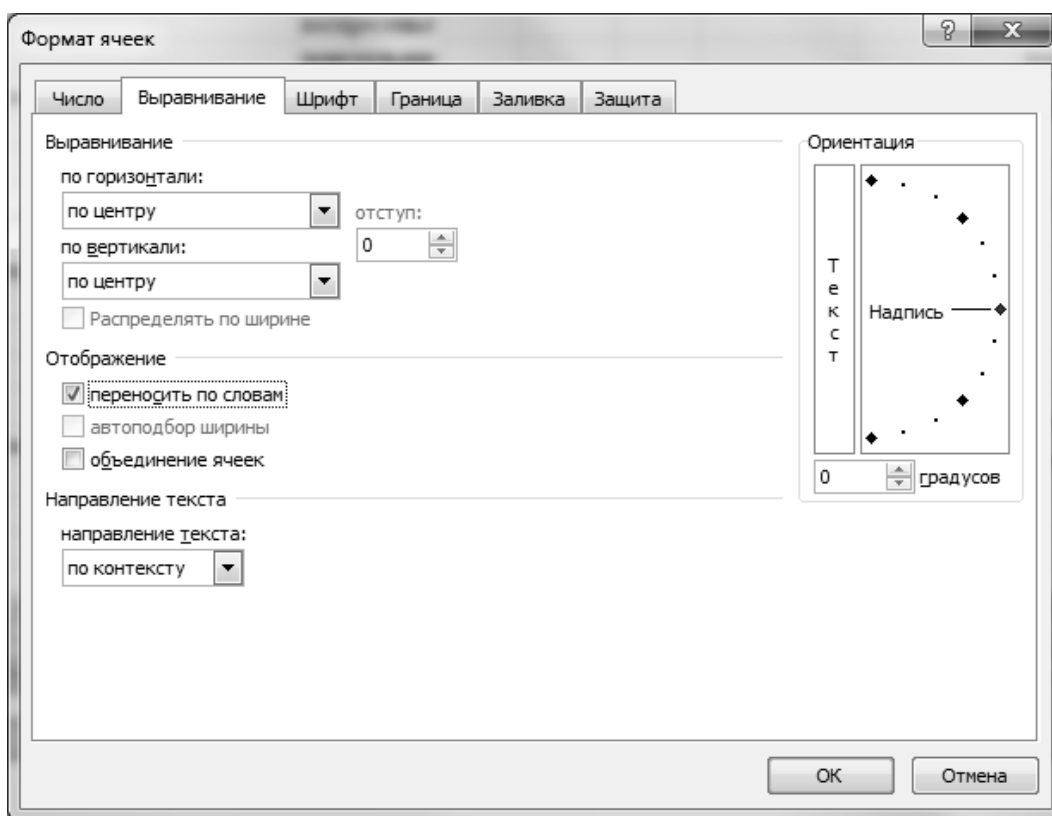 Формат ячеек
Число Выравнивание Шрифт Граница Заливка Защита
Выравнивание
по горизонтали:
по центру
отступ:
0
по вертикали:
по центру
Распределять по ширине
Отображение
переносить по словам
автоподбор ширины
объединение ячеек
Направление текста
направление текста:
по контексту
Ориентация
Текст
Надпись
0 градусов
ОК Отмена